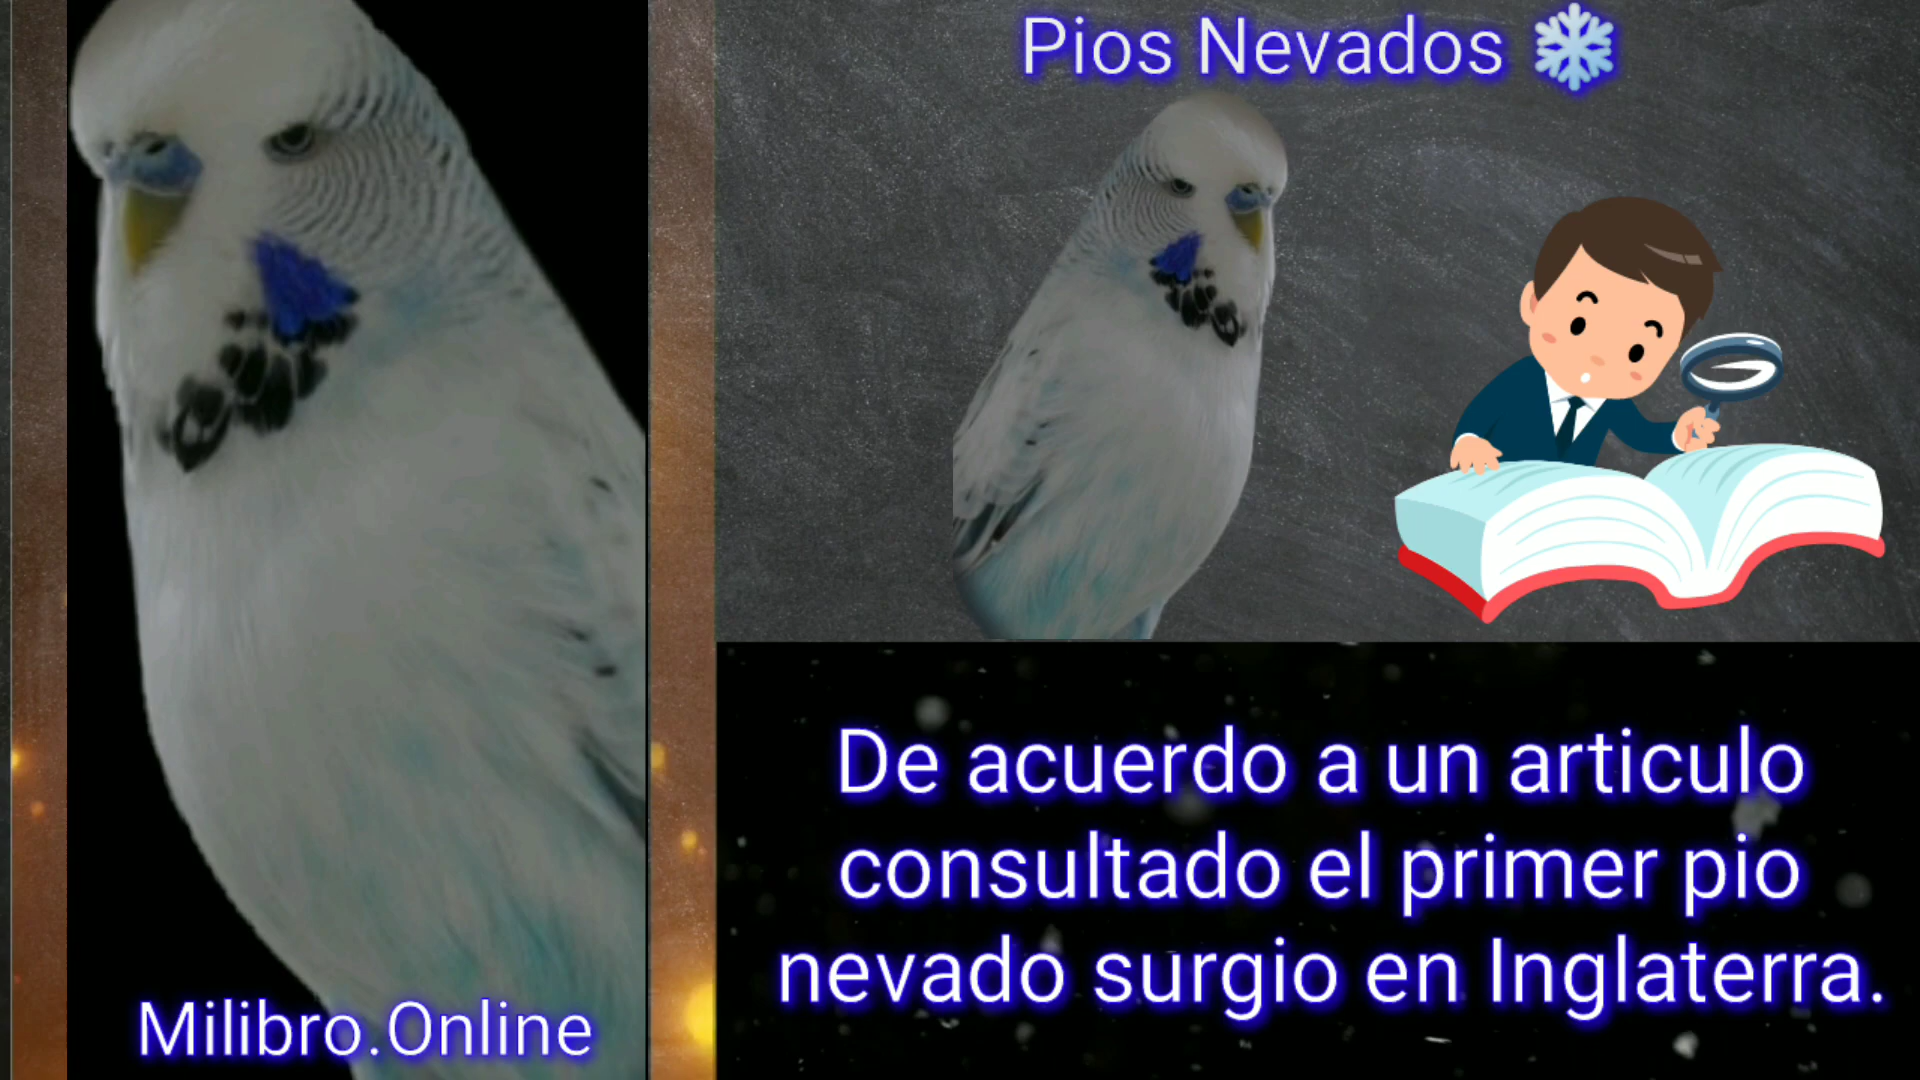 Pios Nevados ❄
De acuerdo a un articulo
consultado el primer pio
nevado surgio en Inglaterra.
Milibro.Online